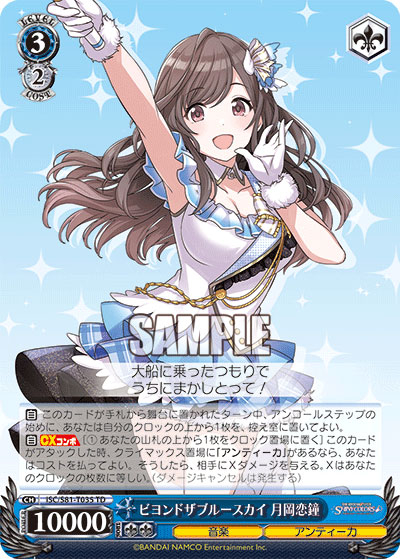 LEVEL
3
2
COST
SAMPLE
大船に乗ったつもりで
うちにまかしとって！
自 このカードが手札から舞台に置かれたターン中、アンコールステップの
始めに、あなたは自分のクロックの上から1枚を、控え室に置いてよい。
自 CXコンボ ［① あなたの山札の上から1枚をクロック置場に置く］ このカード
がアタックした時、クライマックス置場に「アンティーカ」があるなら、あなた
はコストを払ってよい。そうしたら、相手にXダメージを与える。Xはあなた
のクロックの枚数に等しい。（ダメージキャンセルは発生する）
CH ISC/S81-T035 TD
ビヨンドザブルースカイ 月岡恋鐘
SHINY COLORS
10000
音楽
アンティーカ
©BANDAI NAMCO Entertainment Inc.